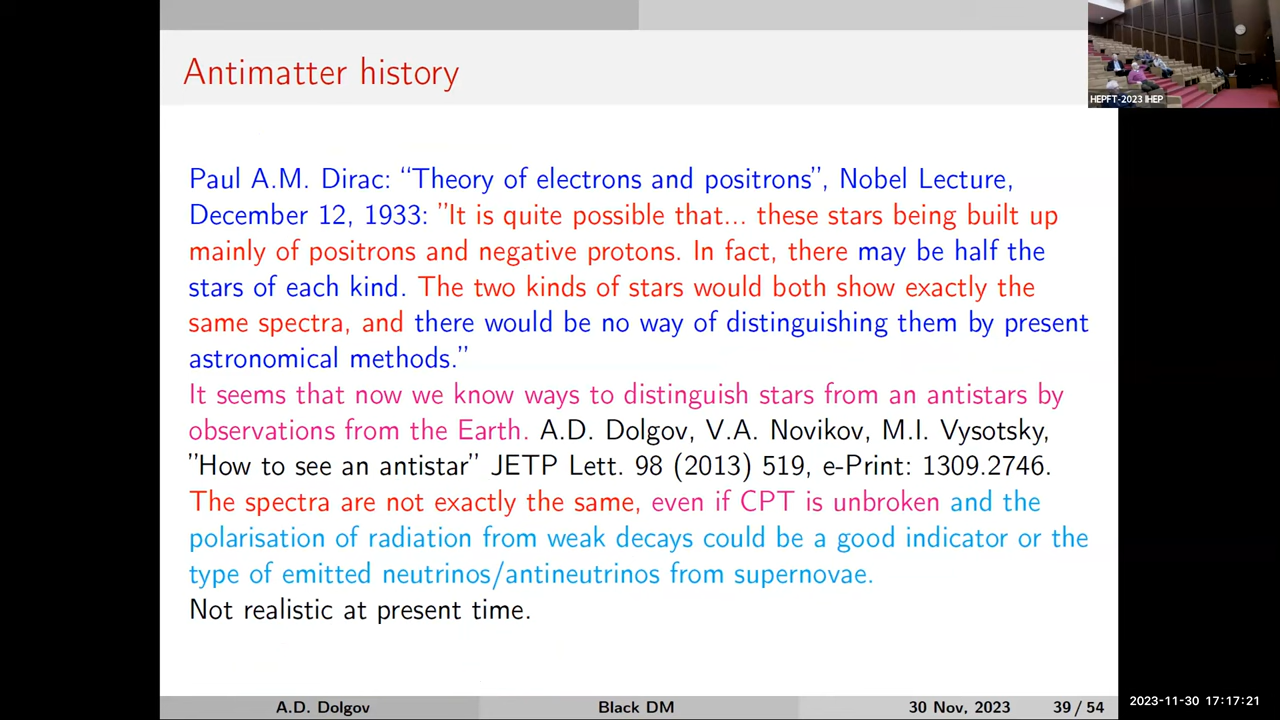 Antimatter history
HEPFT-2023 IHEP
Paul A.M. Dirac: “Theory of electrons and positrons”, Nobel Lecture,
December 12, 1933: ”It is quite possible that... these stars being built up
mainly of positrons and negative protons. In fact, there may be half the
stars of each kind. The two kinds of stars would both show exactly the
same spectra, and there would be no way of distinguishing them by present
astronomical methods.”
It seems that now we know ways to distinguish stars from an antistars by
observations from the Earth. A.D. Dolgov, V.A. Novikov, M.I. Vysotsky,
”How to see an antistar” JETP Lett. 98 (2013) 519, e-Print: 1309.2746.
The spectra are not exactly the same, even if CPT is unbroken and the
polarisation of radiation from weak decays could be a good indicator or the
type of emitted neutrinos/antineutrinos from supernovae.
Not realistic at present time.
A.D. Dolgov Black DM 30 Nov, 2023 39 / 54
2023-11-30 17:17:21